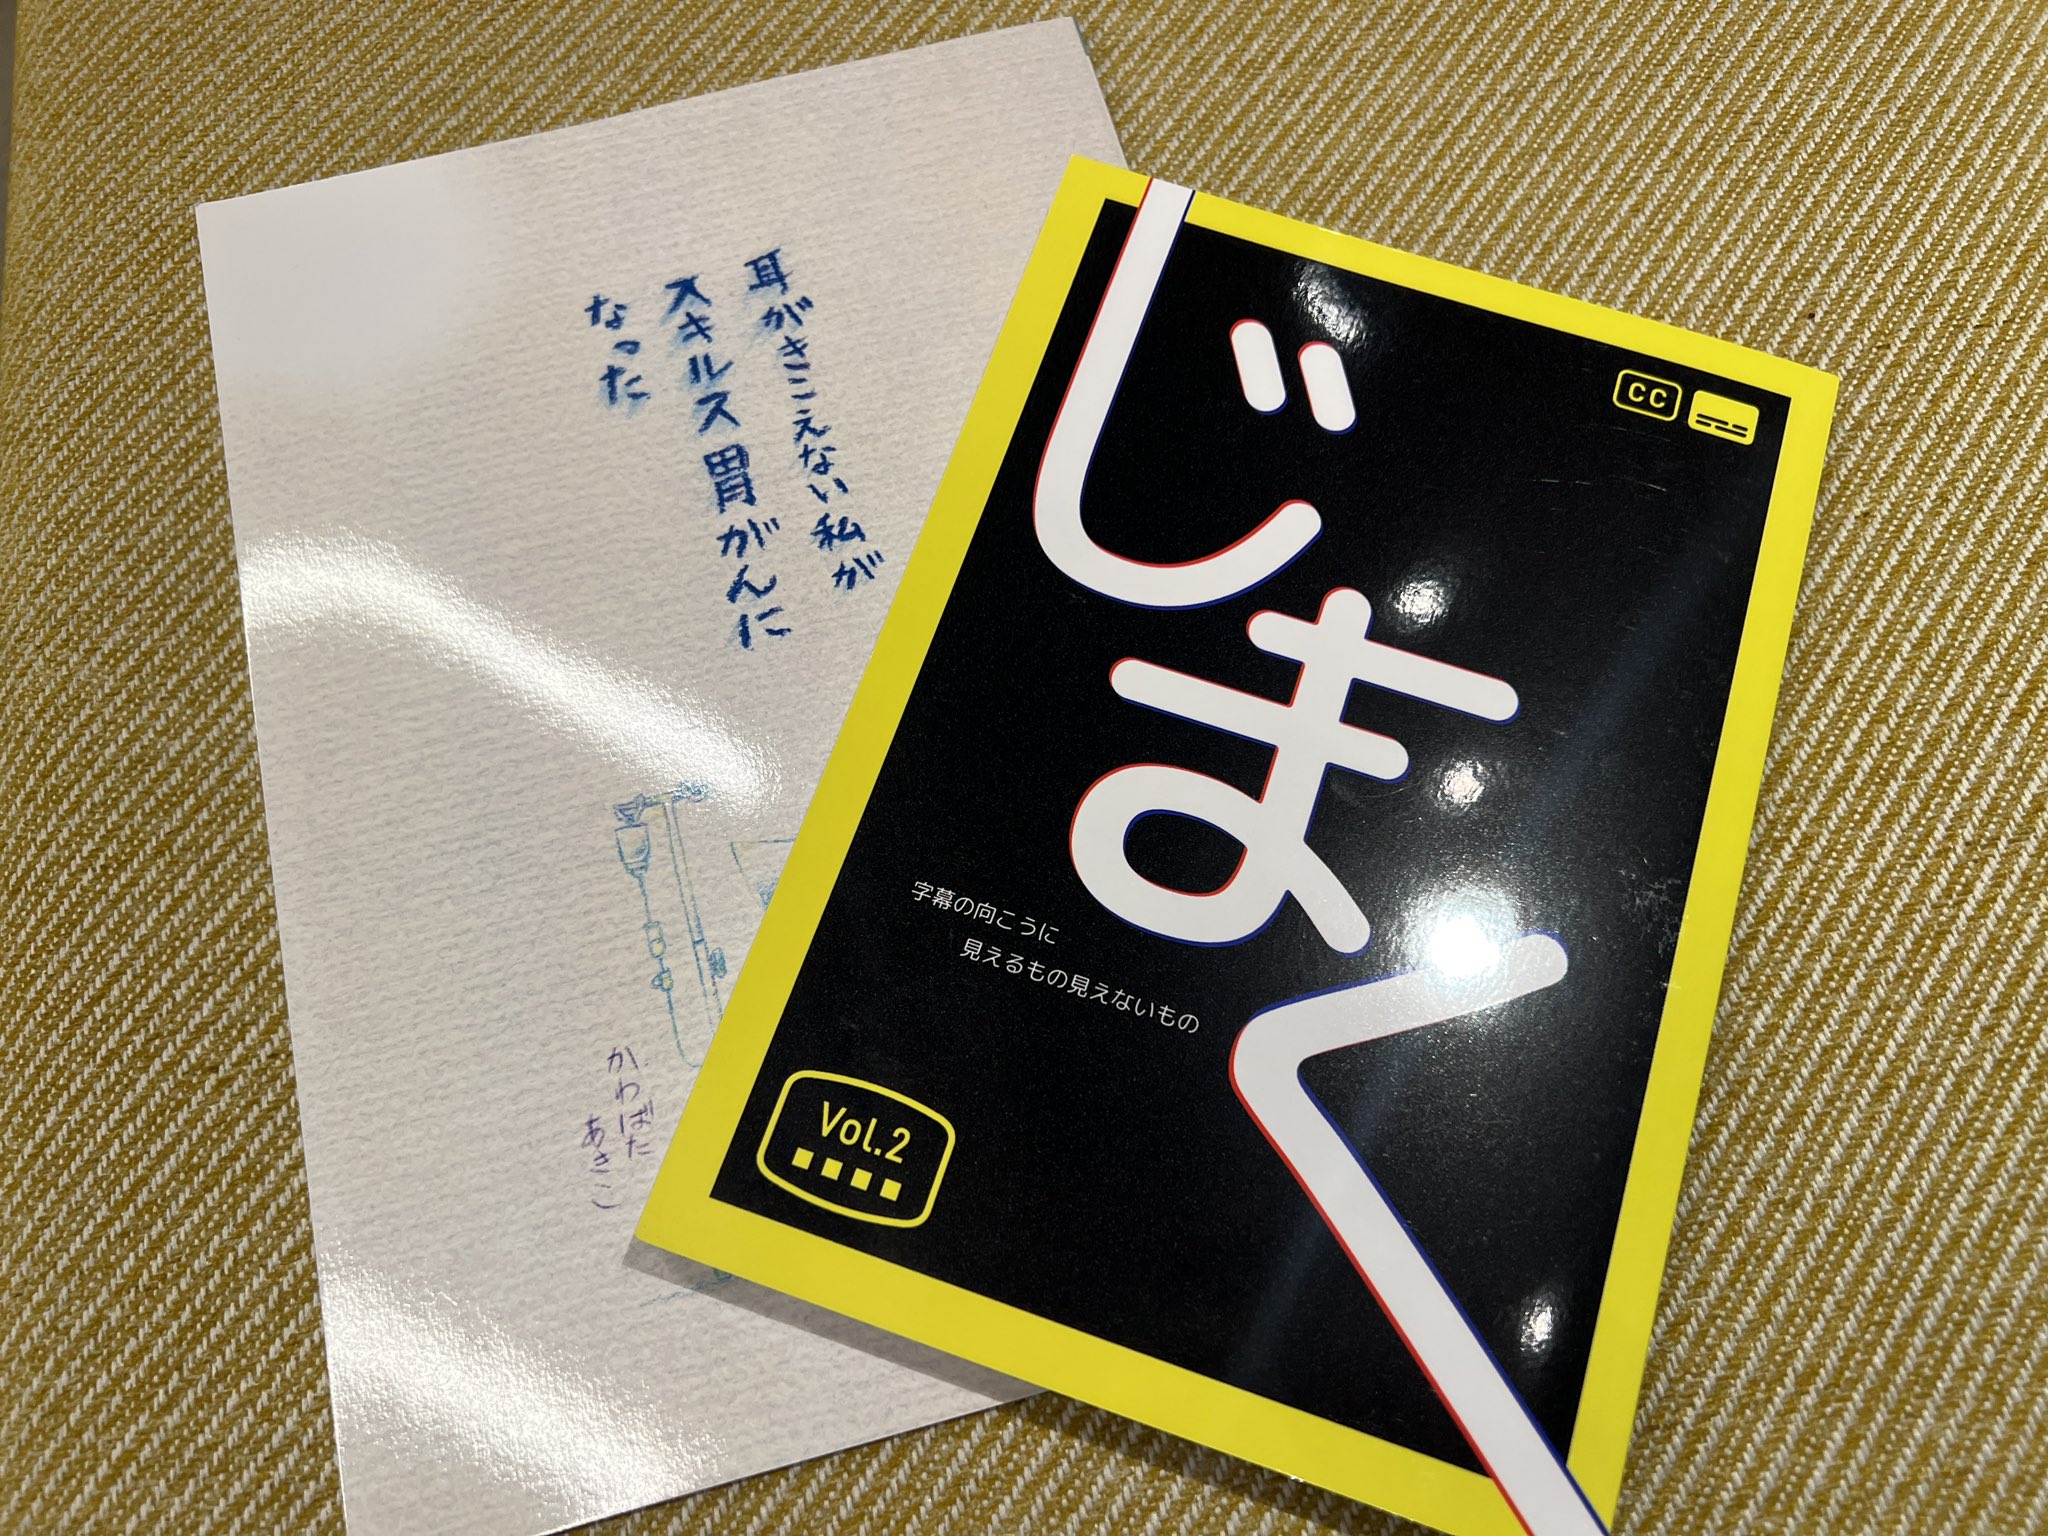 耳がきこえない私が
スキルス胃がんに
なった
かわばた
あきこ
じまく
CC
字幕の向こうに
見えるもの見えないもの
Vol.2